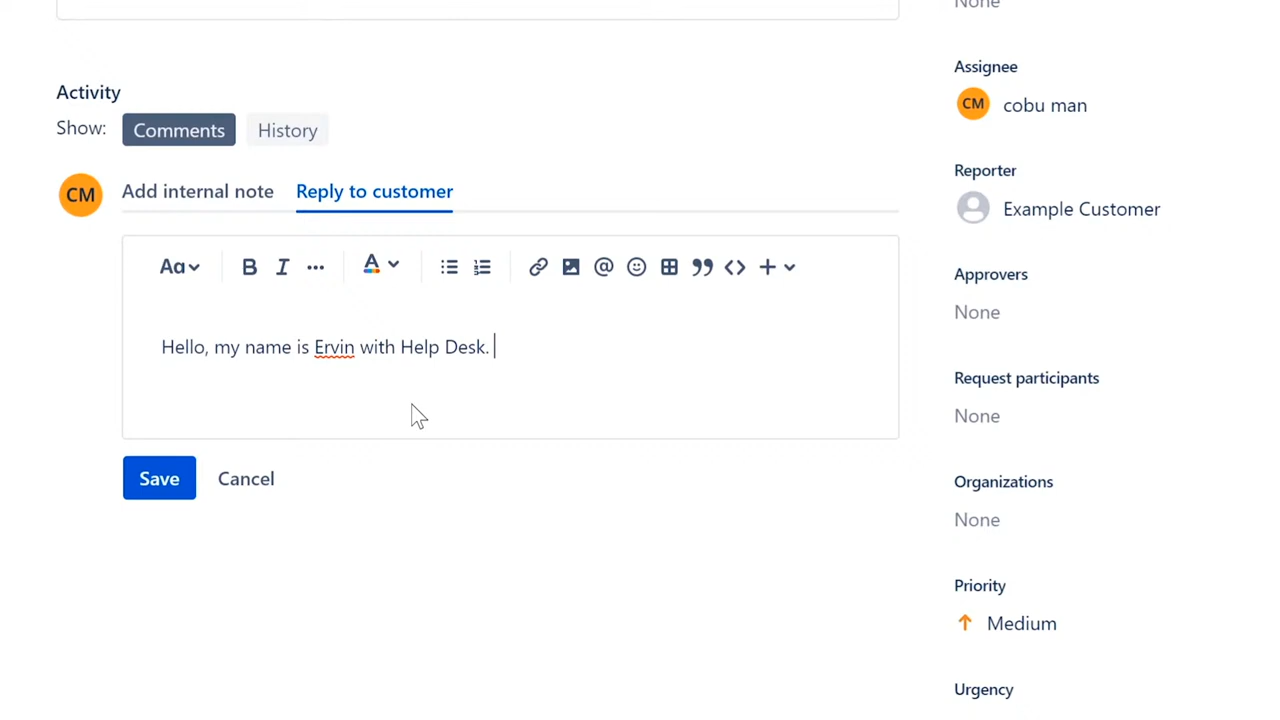 None
Activity
Show: Comments History
CM Add internal note Reply to customer
Aa B I ... A @
Hello, my name is Ervin with Help Desk.
Save Cancel
Assignee
CM cobu man
Reporter
Example Customer
Approvers
None
Request participants
None
Organizations
None
Priority
Medium
Urgency